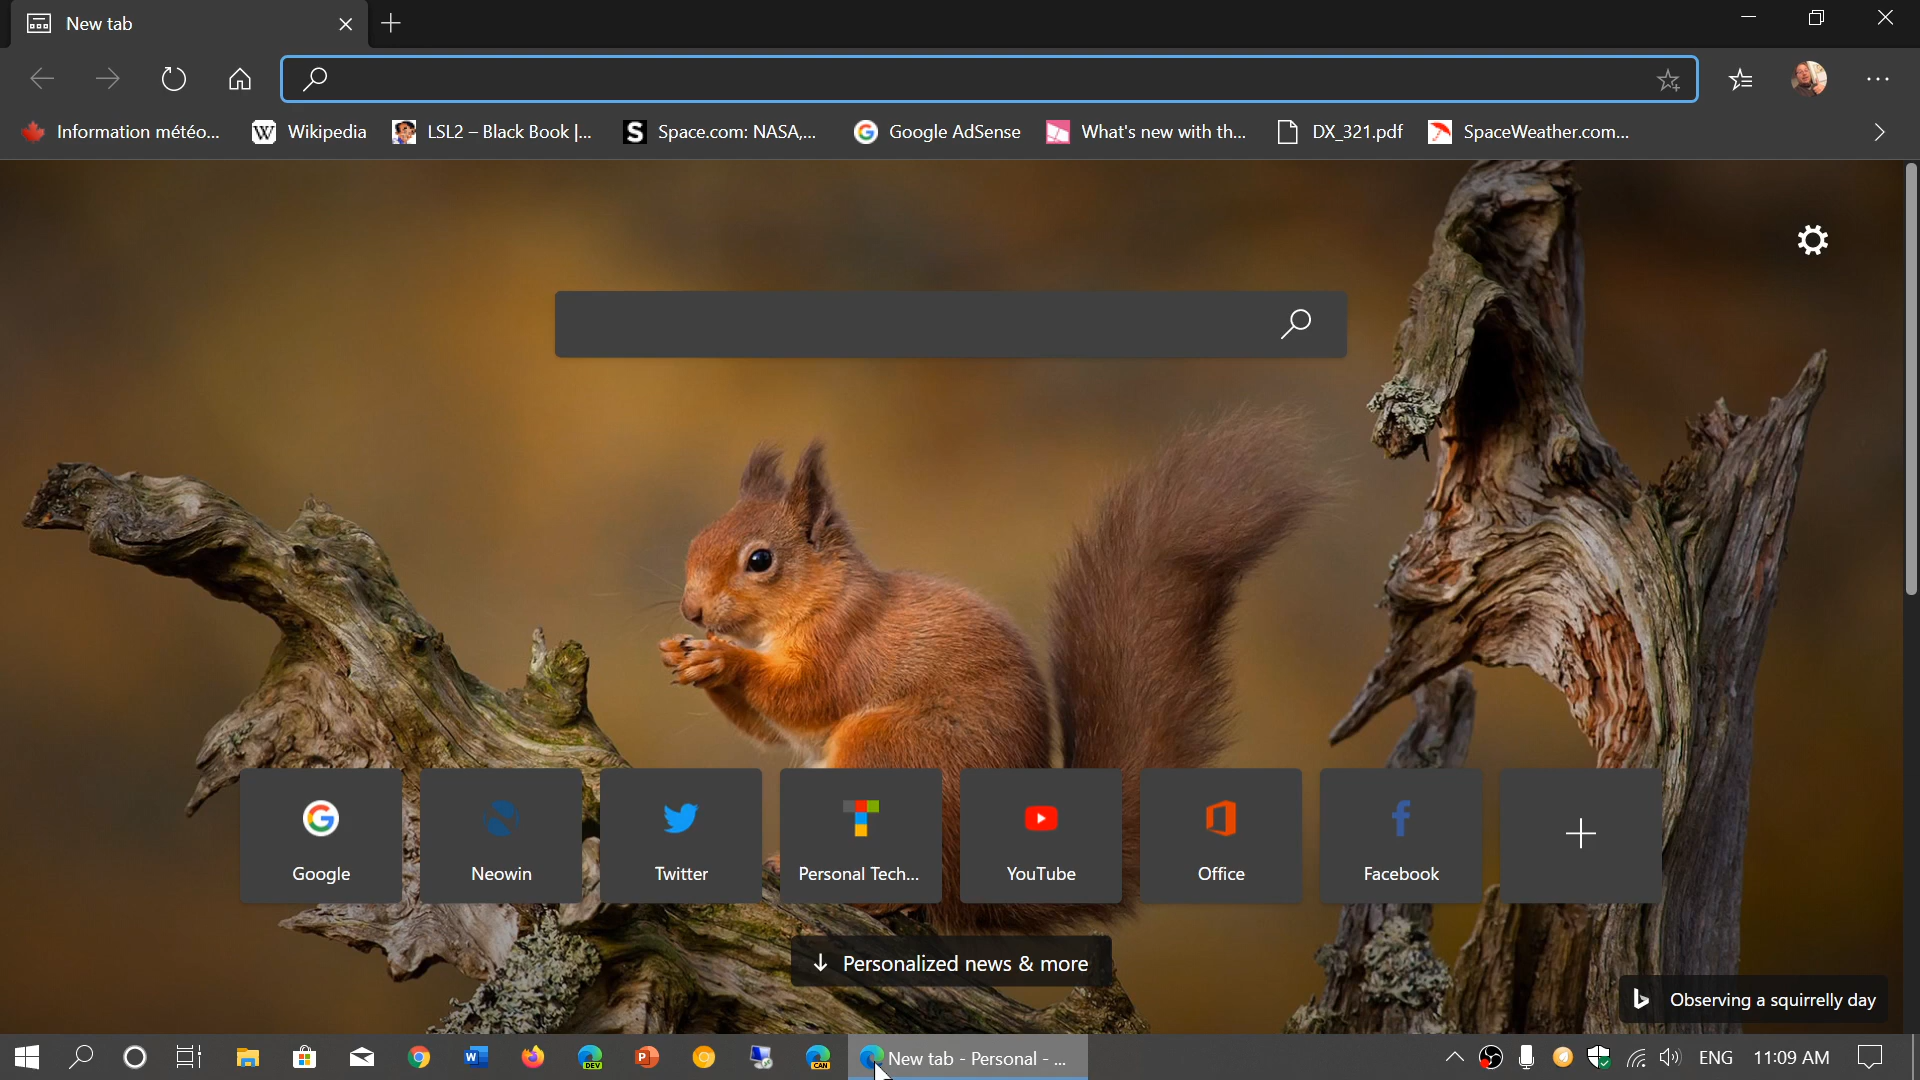 New tab
Information météo...
Wikipedia
LSL2 – Black Book |...
Space.com: NASA,...
Google AdSense
What's new with th...
DX_321.pdf
SpaceWeather.com...
Google
Neowin
Twitter
Personal Tech...
YouTube
Office
Facebook
Personalized news & more
Observing a squirrelly day
DEV
CAN
New tab - Personal - ...
ENG
11:09 AM